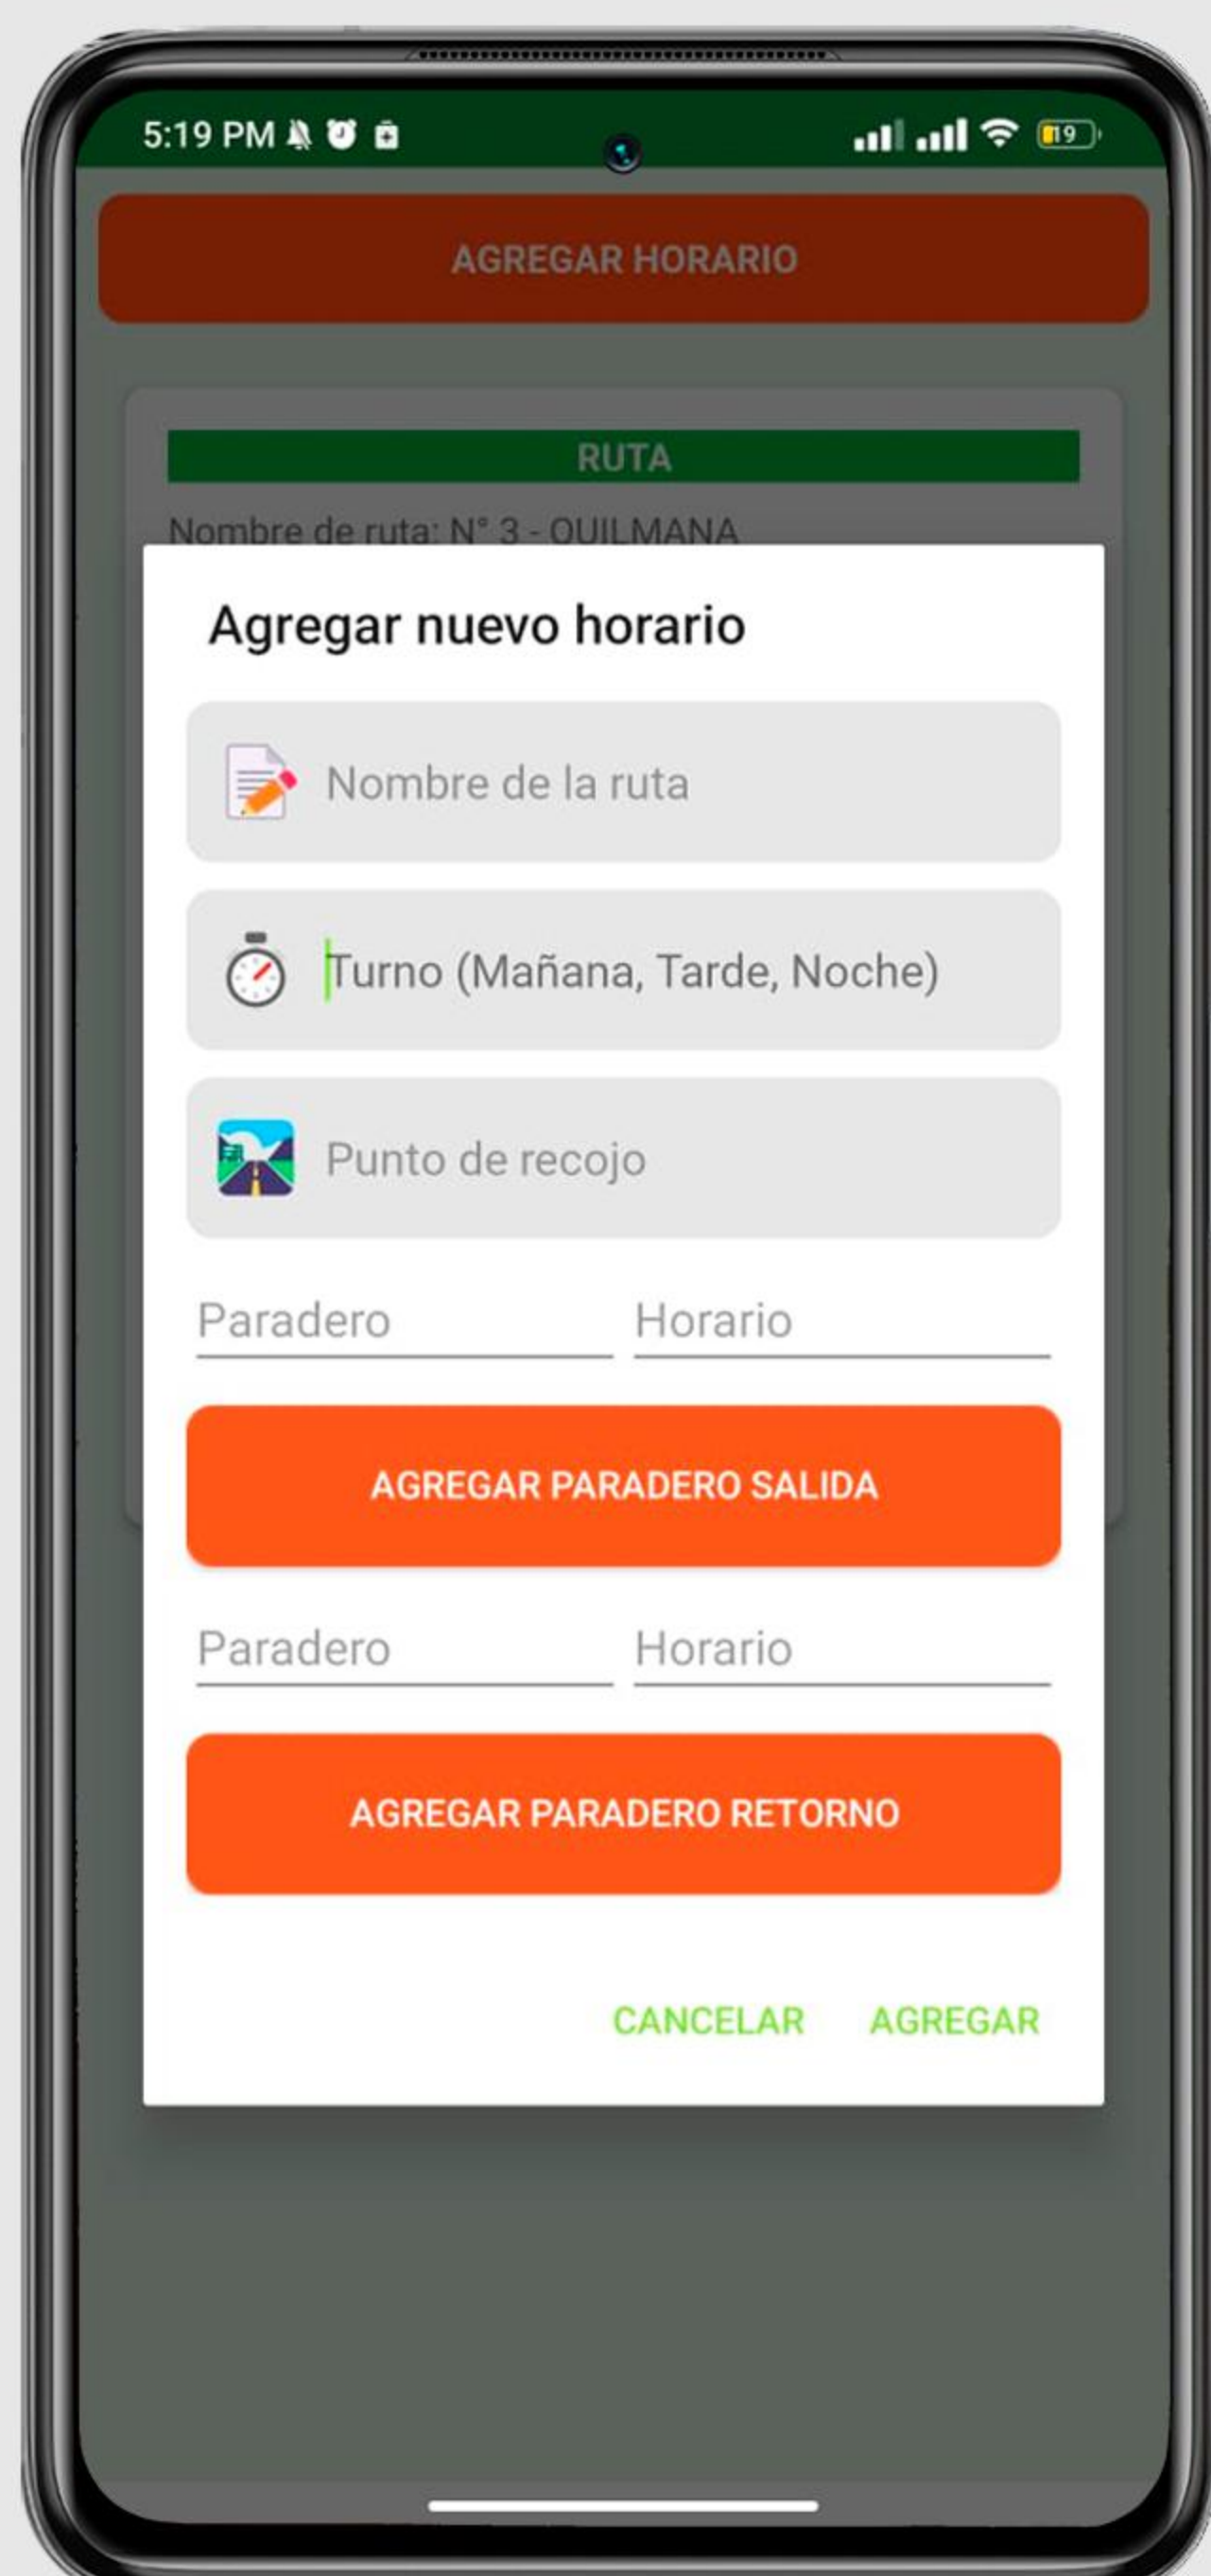 5:19 PM
19
AGREGAR HORARIO
RUTA
Nombre de ruta: N° 3 - QUILMANA
Agregar nuevo horario
Nombre de la ruta
Turno (Mañana, Tarde, Noche)
Punto de recojo
Paradero Horario
AGREGAR PARADERO SALIDA
Paradero Horario
AGREGAR PARADERO RETORNO
CANCELAR AGREGAR